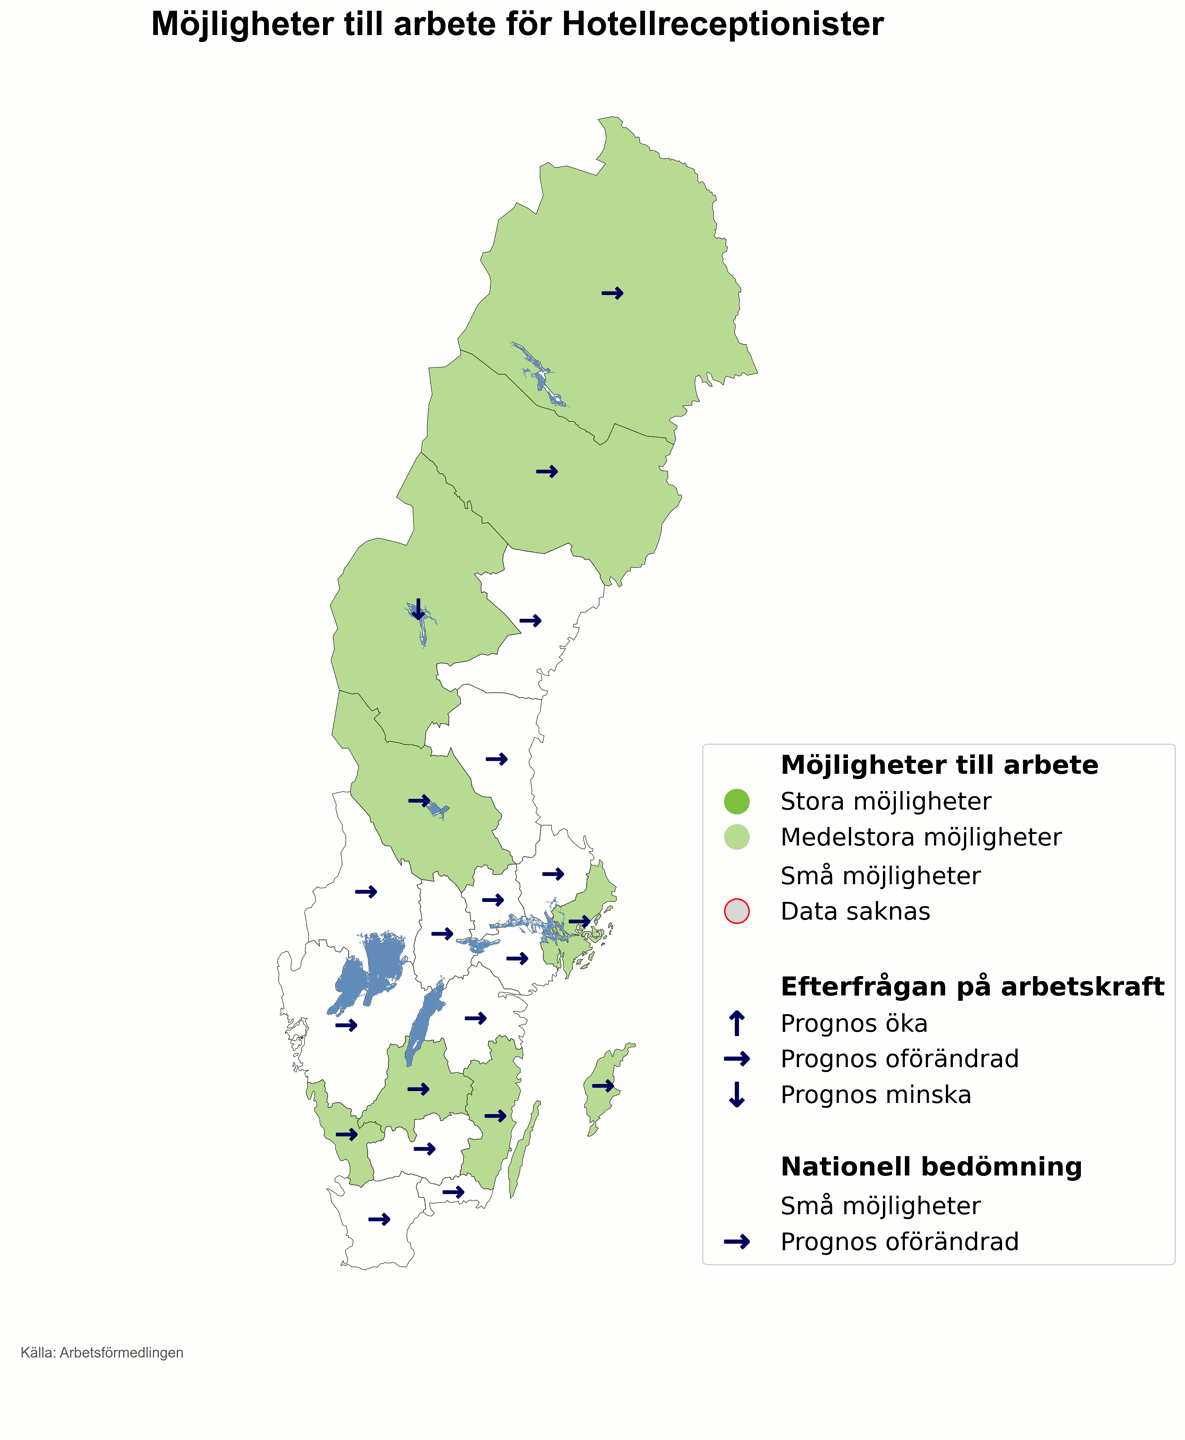 Möjligheter till arbete för Hotellreceptionister
Möjligheter till arbete
Stora möjligheter
Medelstora möjligheter
Små möjligheter
Data saknas
Efterfrågan på arbetskraft
Prognos öka
Prognos oförändrad
Prognos minska
Nationell bedömning
Små möjligheter
Prognos oförändrad
Källa: Arbetsförmedlingen